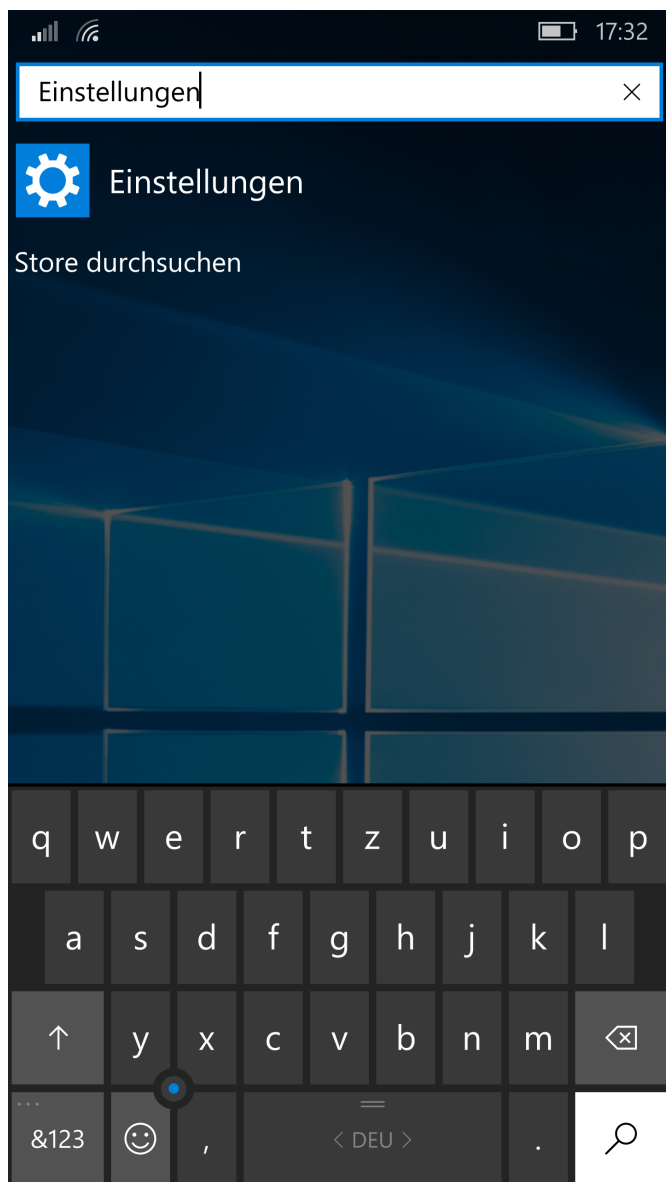 17:32
Einstellungen
Einstellungen
Store durchsuchen
q w e r t z u i o p
a s d f g h j k l
y x c v b n m
&123 , < DEU > .